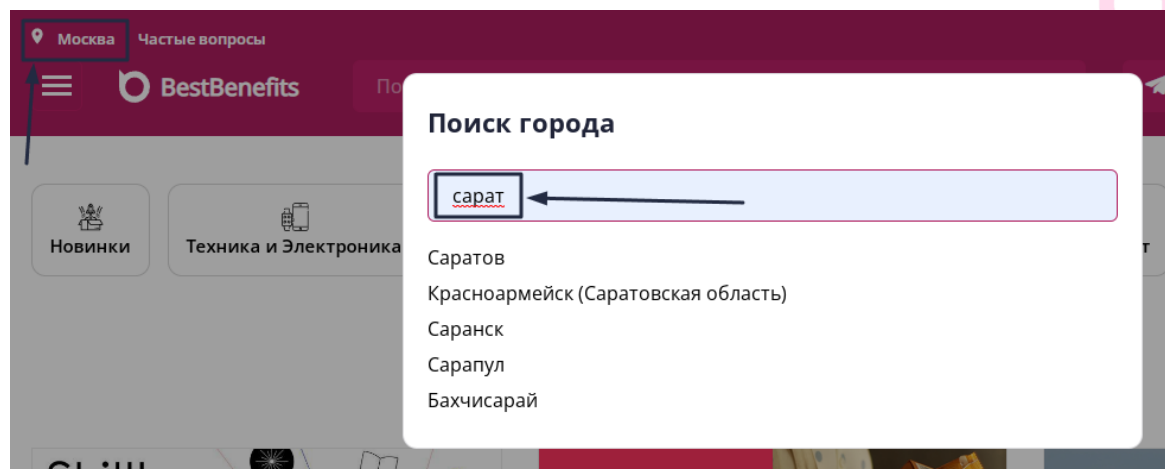 Москва Частые вопросы
BestBenefits По
Поиск города
сарат
Новинки Техника и Электроника т
Саратов
Красноармейск (Саратовская область)
Саранск
Сарапул
Бахчисарай